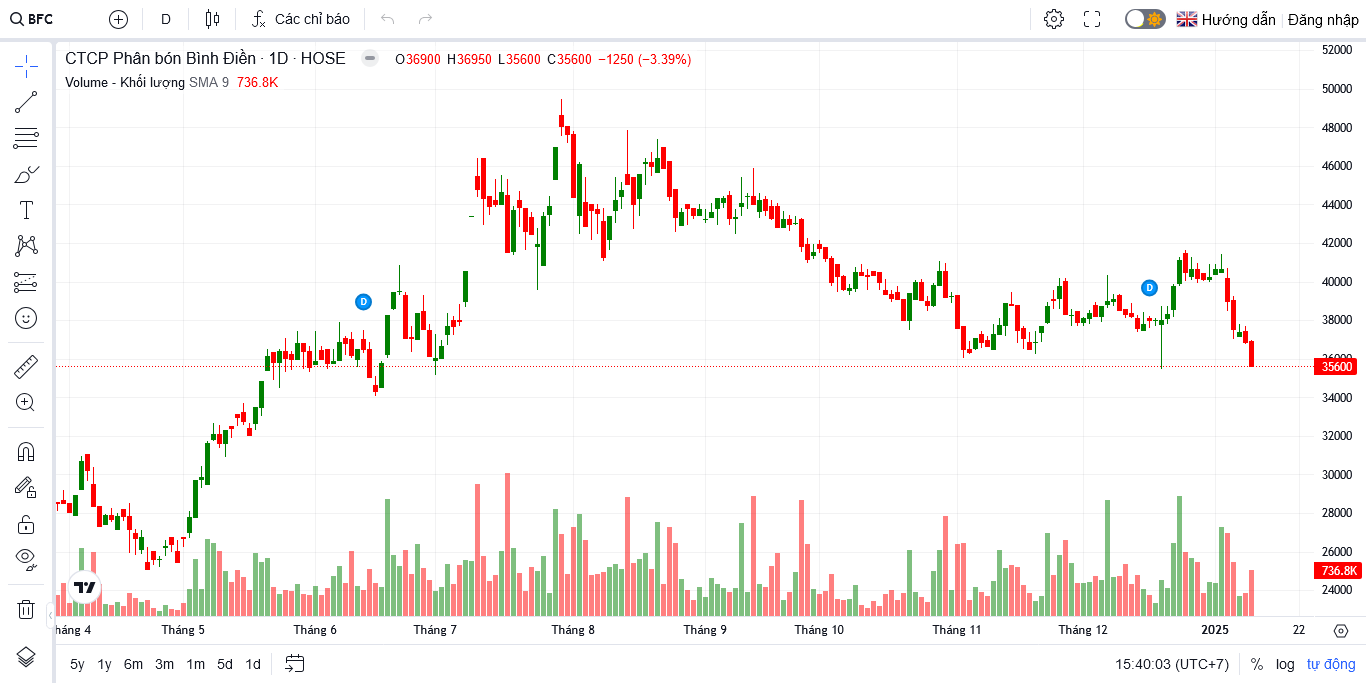 BFC D Các chỉ báo Hướng dẫn Đăng nhập
CTCP Phân bón Bình Điền · 1D · HOSE O36900 H36950 L35600 C35600 −1250 (−3.39%)
Volume - Khối lượng SMA 9 736.8K
52000
50000
48000
46000
44000
42000
40000
38000
36000
35600
34000
32000
30000
28000
26000
736.8K
24000
D
D
háng 4 Tháng 5 Tháng 6 Tháng 7 Tháng 8 Tháng 9 Tháng 10 Tháng 11 Tháng 12 2025 22
5y 1y 6m 3m 1m 5d 1d 15:40:03 (UTC+7) % log tự động